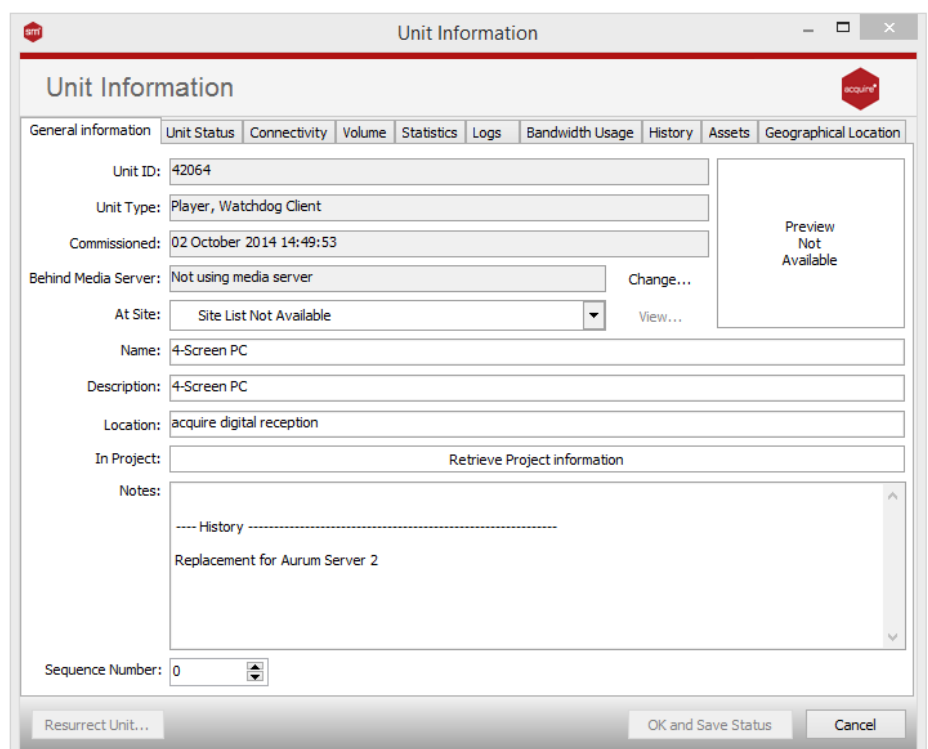 sm
Unit Information
Unit Information
acquire
General information Unit Status Connectivity Volume Statistics Logs Bandwidth Usage History Assets Geographical Location
Unit ID: 42064
Unit Type: Player, Watchdog Client
Commissioned: 02 October 2014 14:49:53
Preview
Not
Available
Behind Media Server: Not using media server Change...
At Site: Site List Not Available View...
Name: 4-Screen PC
Description: 4-Screen PC
Location: acquire digital reception
In Project: Retrieve Project information
Notes:
---- History ------------------------------------------------------------
Replacement for Aurum Server 2
Sequence Number: 0
Resurrect Unit... OK and Save Status Cancel